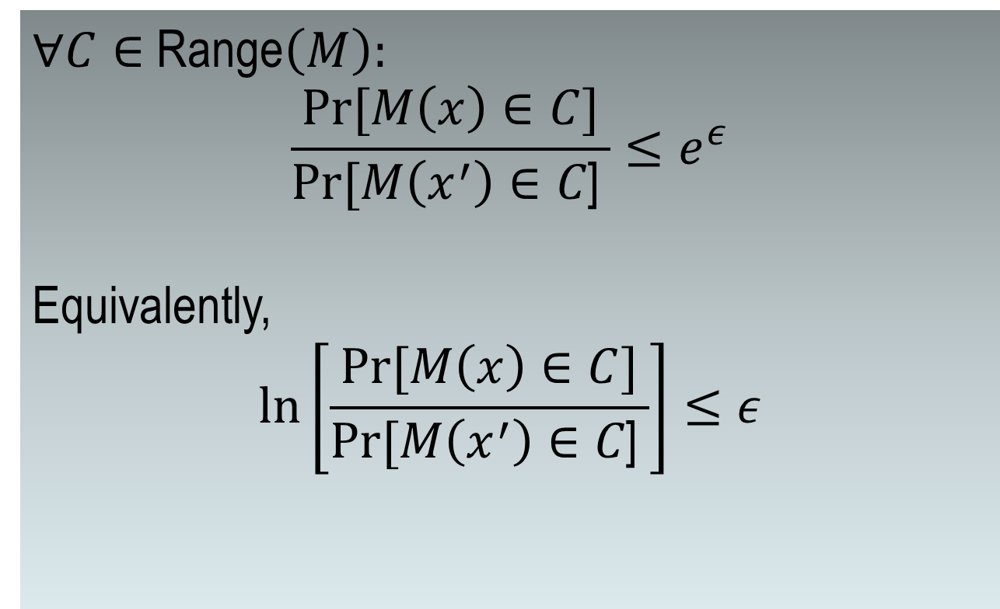 ∀𝐶 ∈ Range(𝑀):
Pr[𝑀(𝑥) ∈ 𝐶]
Pr[𝑀(𝑥′) ∈ 𝐶]
≤ 𝑒^𝜖
Equivalently,
ln [ Pr[𝑀(𝑥) ∈ 𝐶]
Pr[𝑀(𝑥′) ∈ 𝐶] ] ≤ 𝜖